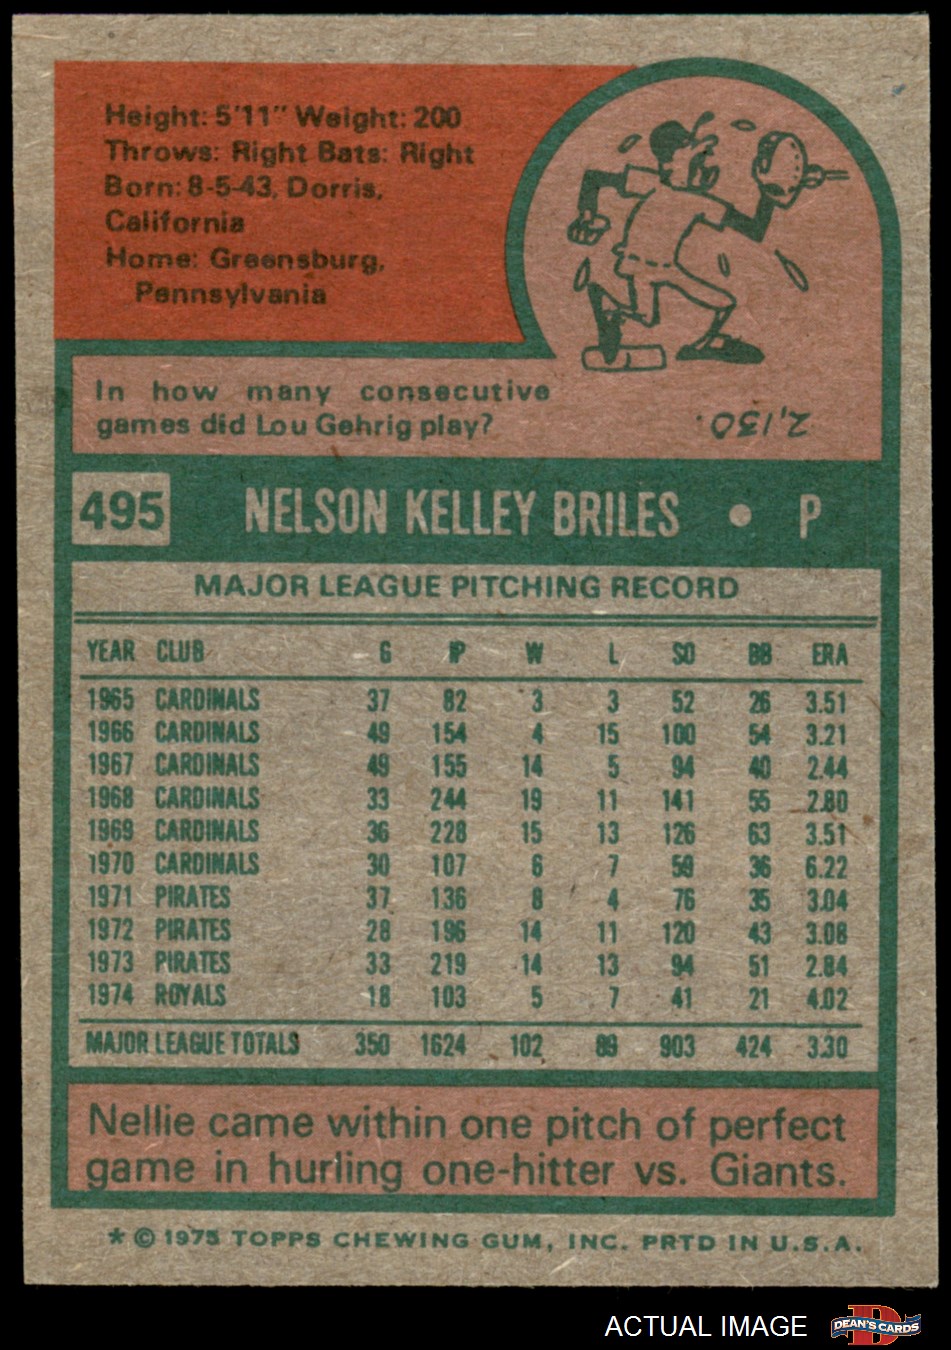 Height: 5'11" Weight: 200
Throws: Right Bats: Right
Born: 8-5-43, Dorris,
California
Home: Greensburg,
Pennsylvania
In how many consecutive
games did Lou Gehrig play?
2,130.
495 NELSON KELLEY BRILES • P
MAJOR LEAGUE PITCHING RECORD
YEAR CLUB G IP W L SO BB ERA
1965 CARDINALS 37 82 3 3 52 26 3.51
1966 CARDINALS 49 154 4 15 100 54 3.21
1967 CARDINALS 49 155 14 5 94 40 2.44
1968 CARDINALS 33 244 19 11 141 55 2.80
1969 CARDINALS 36 228 15 13 126 63 3.51
1970 CARDINALS 30 107 6 7 59 36 6.22
1971 PIRATES 37 136 8 4 76 35 3.04
1972 PIRATES 28 196 14 11 120 43 3.08
1973 PIRATES 33 219 14 13 94 51 2.84
1974 ROYALS 18 103 5 7 41 21 4.02
MAJOR LEAGUE TOTALS 350 1624 102 89 903 424 3.30
Nellie came within one pitch of perfect
game in hurling one-hitter vs. Giants.
* © 1975 TOPPS CHEWING GUM, INC. PRTD IN U.S.A.
ACTUAL IMAGE DEAN'S CARDS